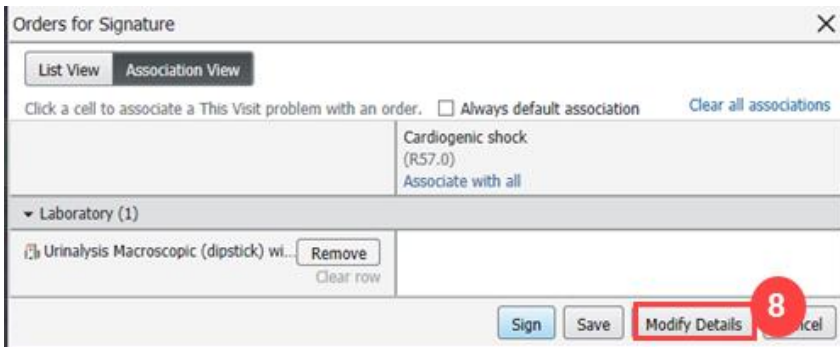 Orders for Signature
List View Association View
Click a cell to associate a This Visit problem with an order. Always default association Clear all associations
Cardiogenic shock
(R57.0)
Associate with all
Laboratory (1)
Urinalysis Macroscopic (dipstick) wi... Remove
Clear row
Sign Save Modify Details 8